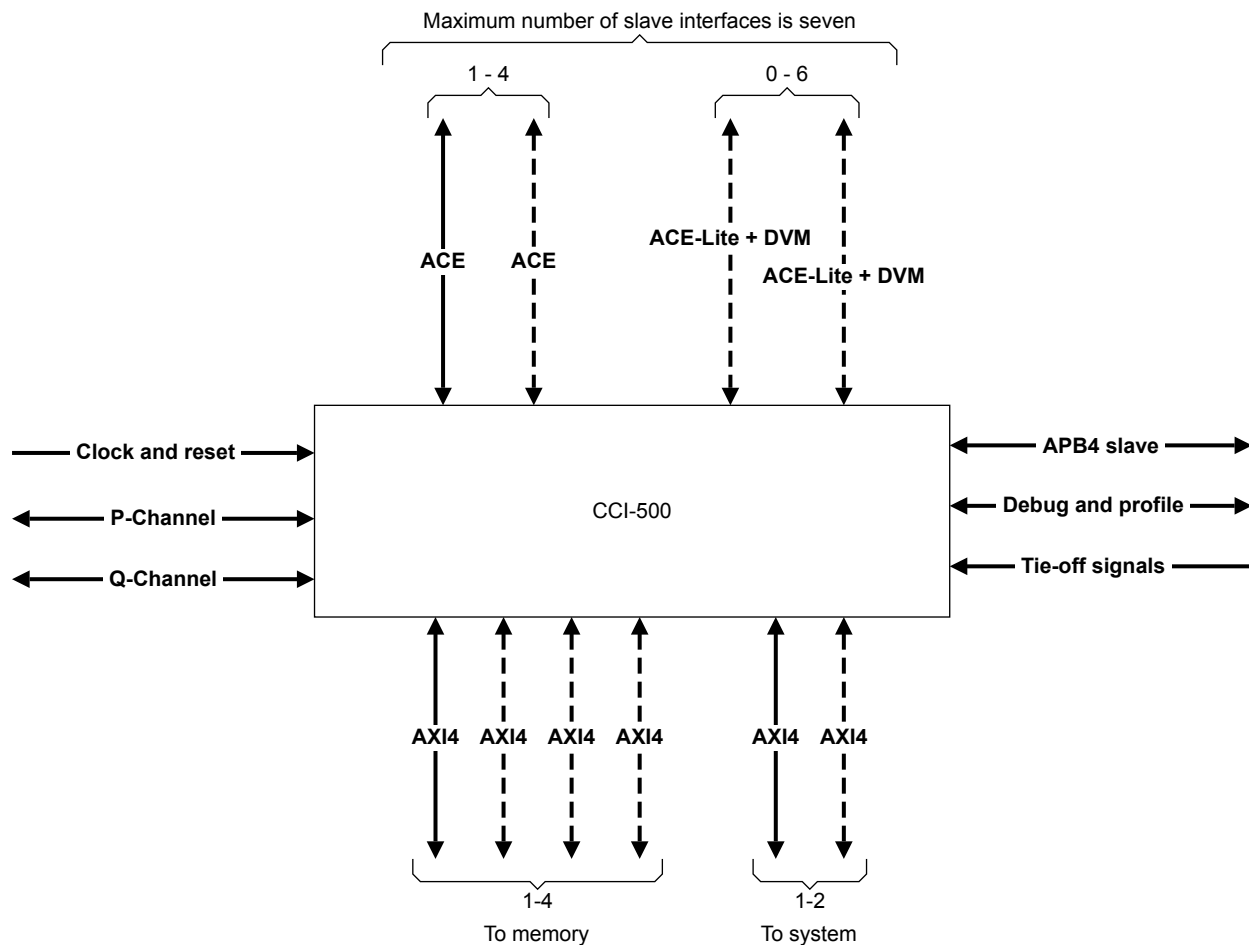 Maximum number of slave interfaces is seven
1 - 4
0 - 6
ACE-Lite + DVM
ACE
ACE
ACE-Lite + DVM
Clock and reset
APB4 slave
P-Channel
CCI-500
Debug and profile
Q-Channel
Tie-off signals
AXI4
AXI4
AXI4
AXI4
AXI4
AXI4
1-4
1-2
To memory
To system